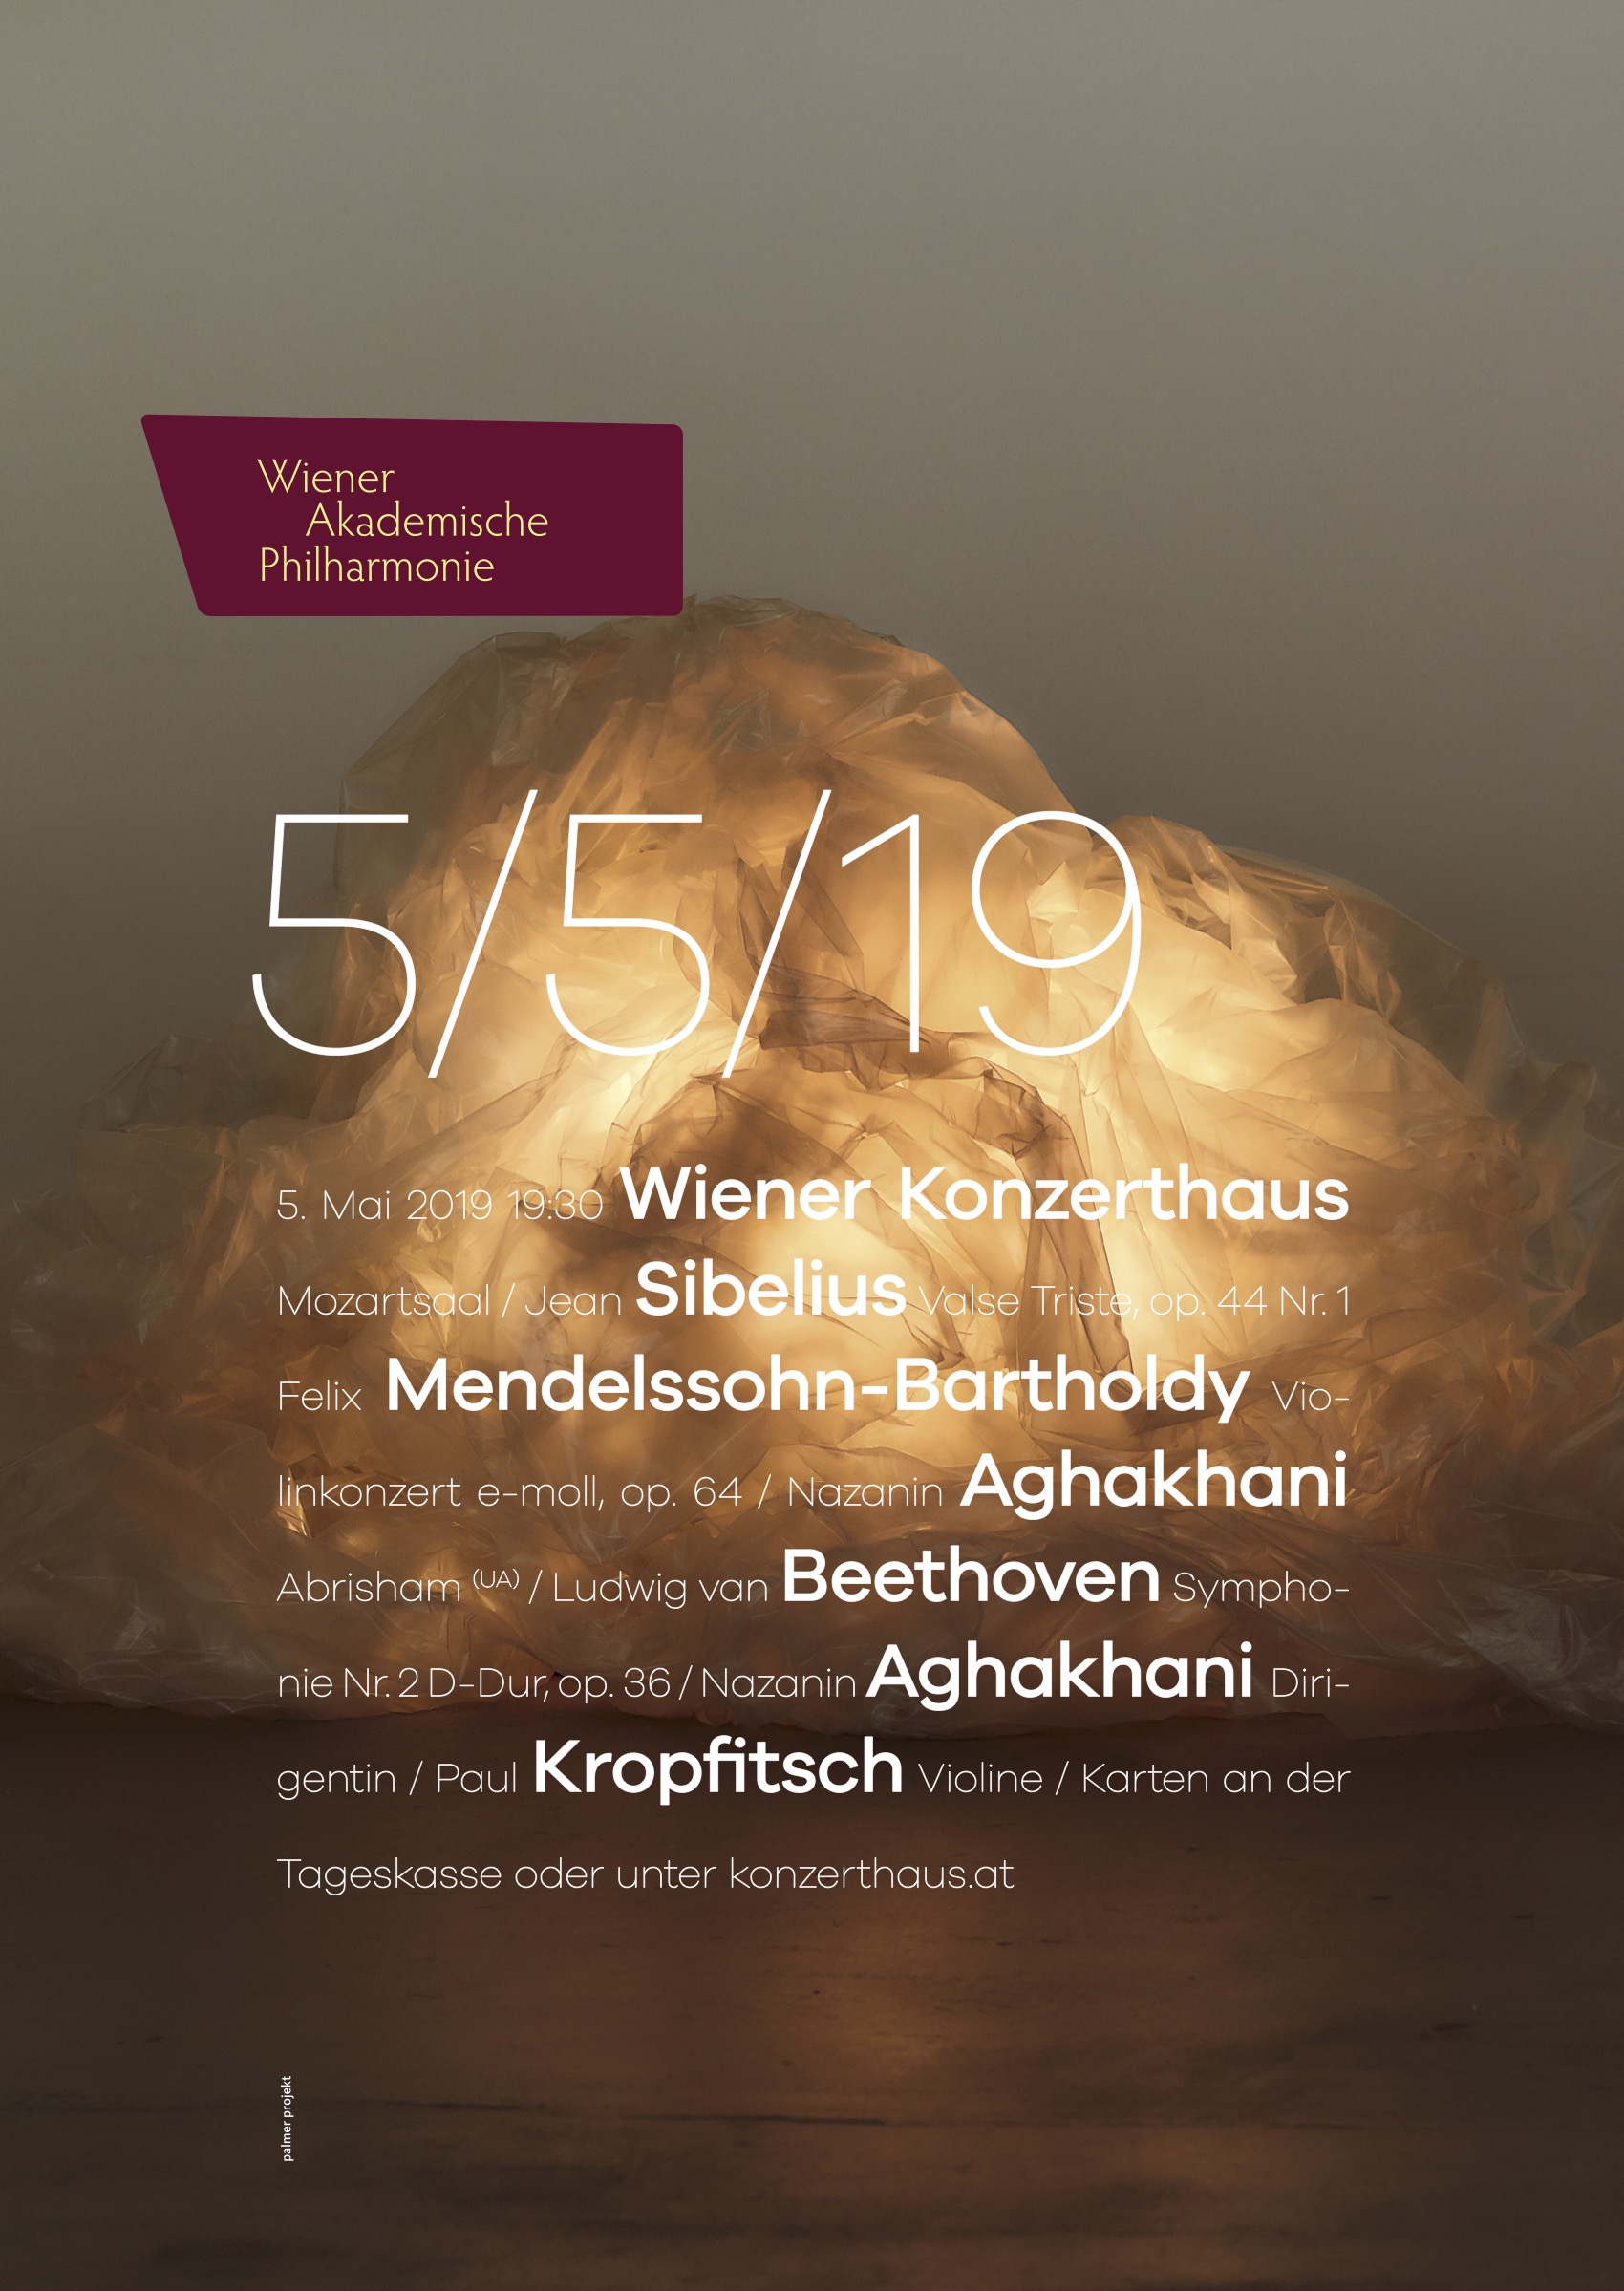 Wiener
Akademische
Philharmonie
5/5/19
5. Mai 2019 19:30 Wiener Konzerthaus
Mozartsaal / Jean Sibelius Valse Triste, op. 44 Nr. 1
Felix Mendelssohn-Bartholdy Vio-
linkonzert e-moll, op. 64 / Nazanin Aghakhani
Abrisham (UA) / Ludwig van Beethoven Sympho-
nie Nr. 2 D-Dur, op. 36 / Nazanin Aghakhani Diri-
gentin / Paul Kropfitsch Violine / Karten an der
Tageskasse oder unter konzerthaus.at
palmer projekt